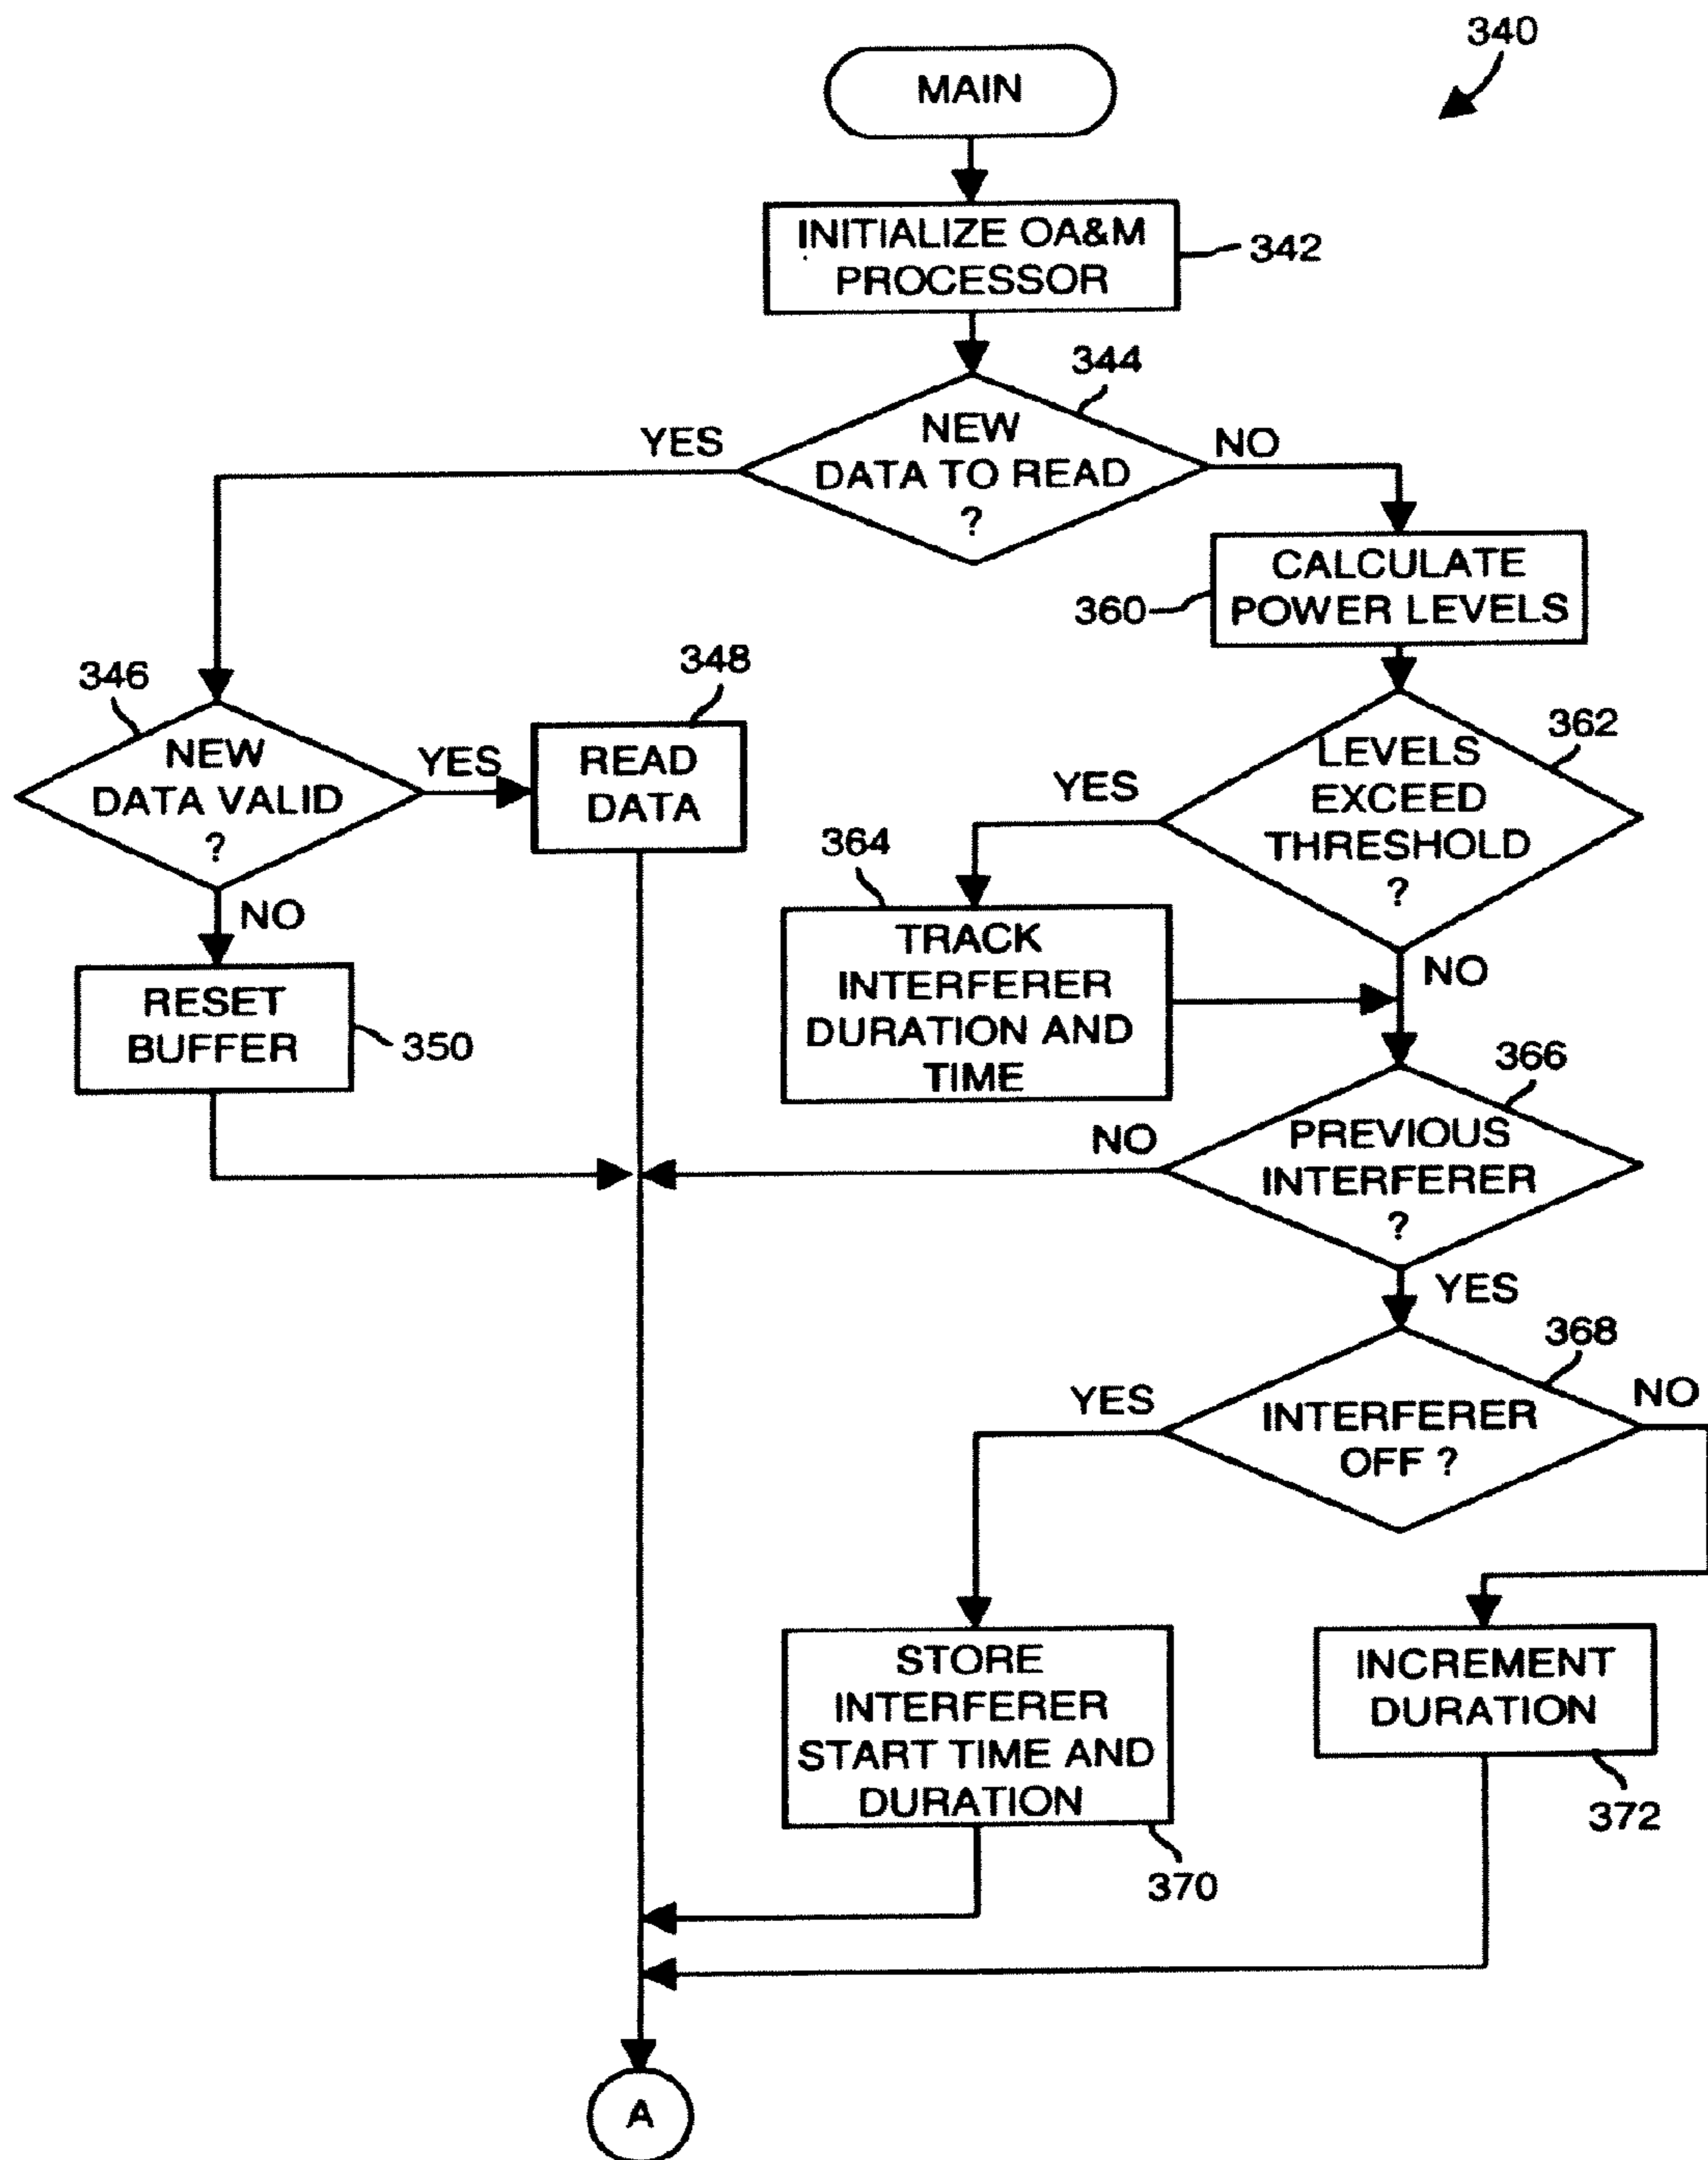 340
MAIN
INITIALIZE OA&M
PROCESSOR
342
344
NEW
DATA TO READ
?
YES
NO
CALCULATE
POWER LEVELS
360
346
NEW
DATA VALID
?
YES
348
READ
DATA
362
LEVELS
EXCEED
THRESHOLD
?
YES
364
TRACK
INTERFERER
DURATION AND
TIME
NO
NO
RESET
BUFFER
350
366
PREVIOUS
INTERFERER
?
NO
YES
368
INTERFERER
OFF ?
YES
NO
STORE
INTERFERER
START TIME AND
DURATION
370
INCREMENT
DURATION
372
A